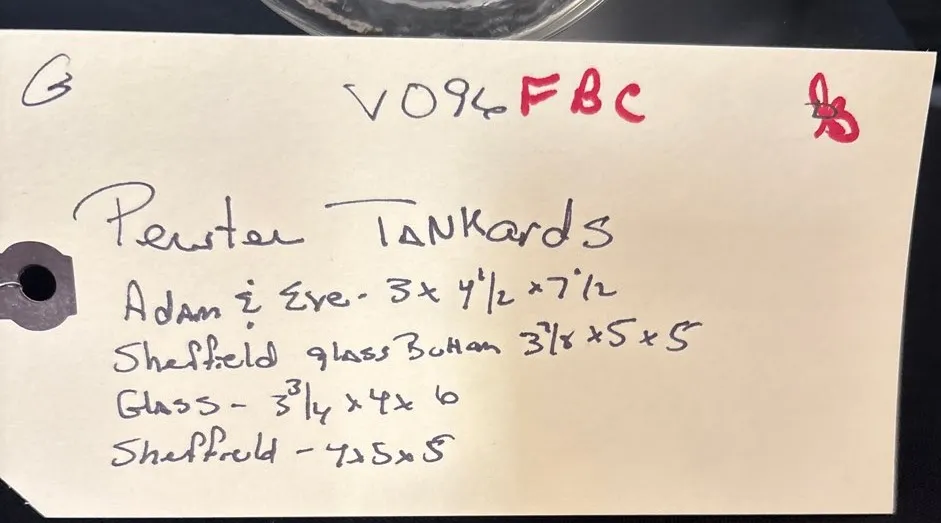 G VO96 FBC
Pewter TANKards
ADAM & Eve - 3 x 4 1/2 x 7 1/2
Sheffield glass Bottom 3 7/8 x 5 x 5
Glass - 3 3/4 x 4 x 6
Sheffield - 4 x 5 x 5